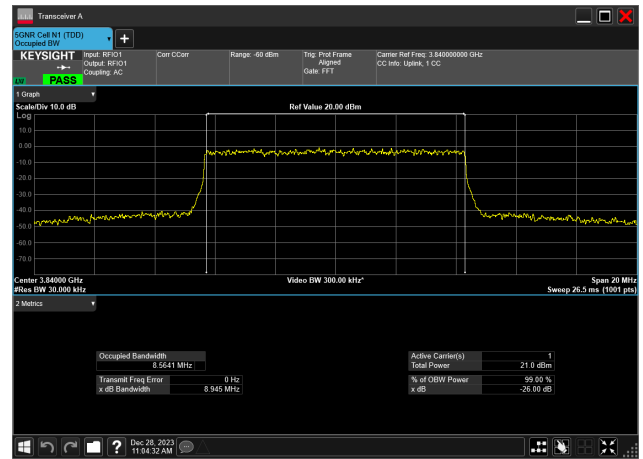 Transceiver A
5GNR Cell N1 (TDD)
Occupied BW
KEYSIGHT
LXI
PASS
Input: RFIO1
Output: RFIO1
Coupling: AC
Corr CCorr
Range: -60 dBm
Trig: Prot Frame
Aligned
Gate: FFT
Carrier Ref Freq: 3.840000000 GHz
CC Info: Uplink, 1 CC
1 Graph
Scale/Div 10.0 dB
Ref Value 20.00 dBm
Log
10.0
0.00
-10.0
-20.0
-30.0
-40.0
-50.0
-60.0
-70.0
Center 3.84000 GHz
Video BW 300.00 kHz*
Span 20 MHz
#Res BW 30.000 kHz
Sweep 26.5 ms (1001 pts)
2 Metrics
Occupied Bandwidth
8.5641 MHz
Transmit Freq Error 0 Hz
x dB Bandwidth 8.945 MHz
Active Carrier(s) 1
Total Power 21.0 dBm
% of OBW Power 99.00 %
x dB -26.00 dB
Dec 28, 2023
11:04:32 AM